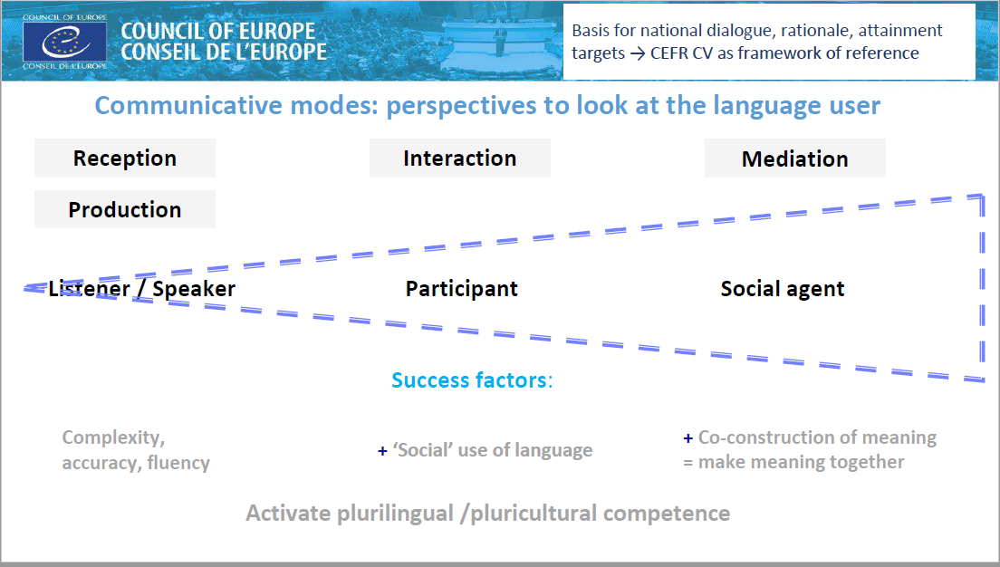 COUNCIL OF EUROPE
CONSEIL DE L'EUROPE
COUNCIL OF EUROPE
CONSEIL DE L'EUROPE
Basis for national dialogue, rationale, attainment
targets → CEFR CV as framework of reference
Communicative modes: perspectives to look at the language user
Reception
Interaction
Mediation
Production
Listener / Speaker
Participant
Social agent
Success factors:
Complexity,
accuracy, fluency
+ ‘Social’ use of language
+ Co-construction of meaning
= make meaning together
Activate plurilingual /pluricultural competence